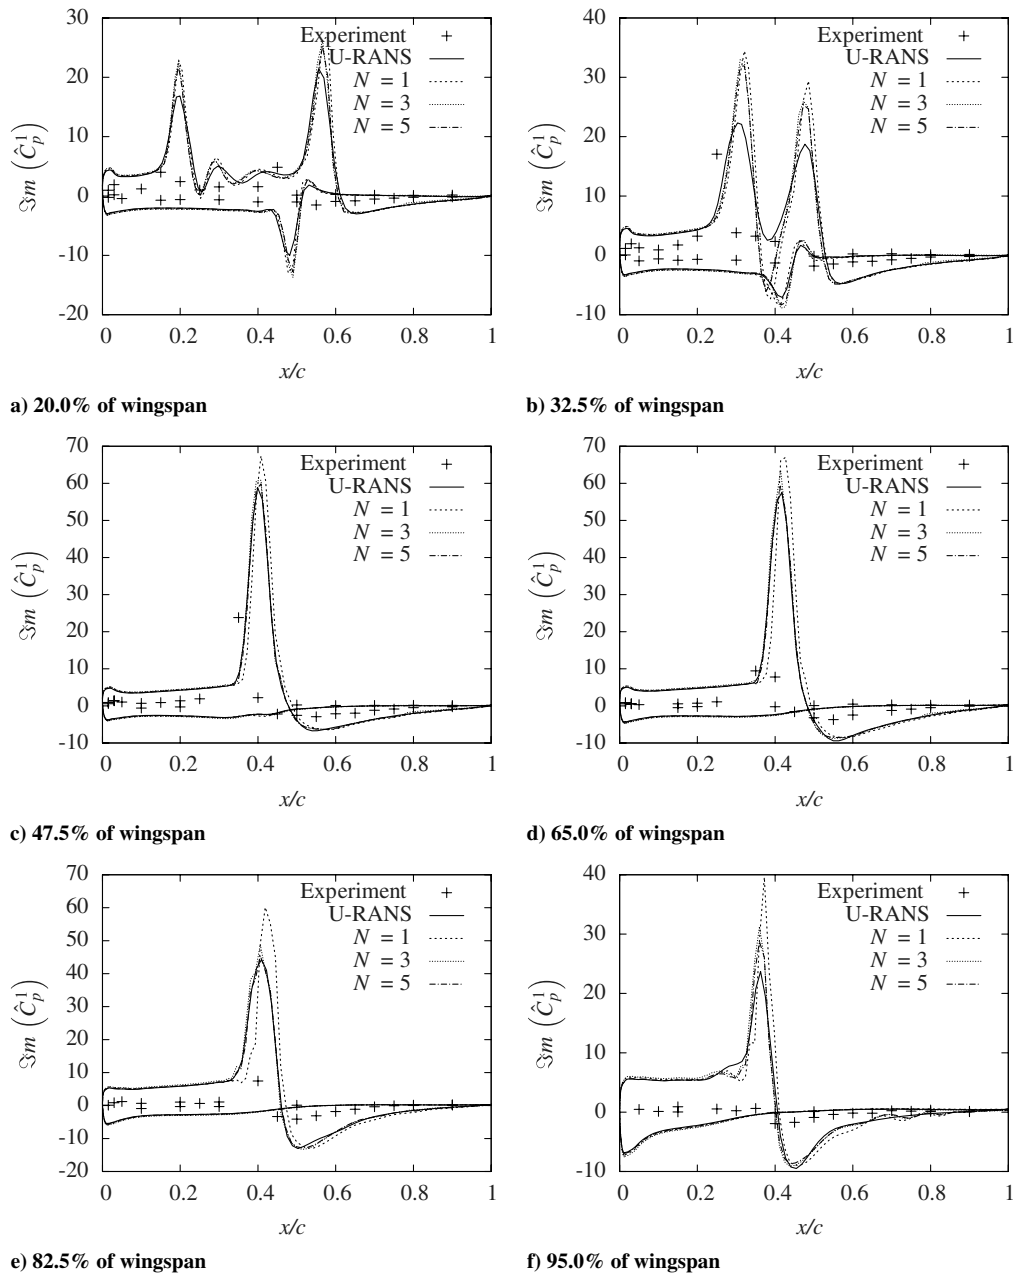 30
20
10
0
-10
-20
ℑm (Ĉp¹)
Experiment
U-RANS
N = 1
N = 3
N = 5
0 0.2 0.4 0.6 0.8 1
x/c
a) 20.0% of wingspan
40
30
20
10
0
-10
ℑm (Ĉp¹)
Experiment
U-RANS
N = 1
N = 3
N = 5
0 0.2 0.4 0.6 0.8 1
x/c
b) 32.5% of wingspan
70
60
50
40
30
20
10
0
-10
ℑm (Ĉp¹)
Experiment
U-RANS
N = 1
N = 3
N = 5
0 0.2 0.4 0.6 0.8 1
x/c
c) 47.5% of wingspan
70
60
50
40
30
20
10
0
-10
ℑm (Ĉp¹)
Experiment
U-RANS
N = 1
N = 3
N = 5
0 0.2 0.4 0.6 0.8 1
x/c
d) 65.0% of wingspan
70
60
50
40
30
20
10
0
-10
-20
ℑm (Ĉp¹)
Experiment
U-RANS
N = 1
N = 3
N = 5
0 0.2 0.4 0.6 0.8 1
x/c
e) 82.5% of wingspan
40
30
20
10
0
-10
ℑm (Ĉp¹)
Experiment
U-RANS
N = 1
N = 3
N = 5
0 0.2 0.4 0.6 0.8 1
x/c
f) 95.0% of wingspan